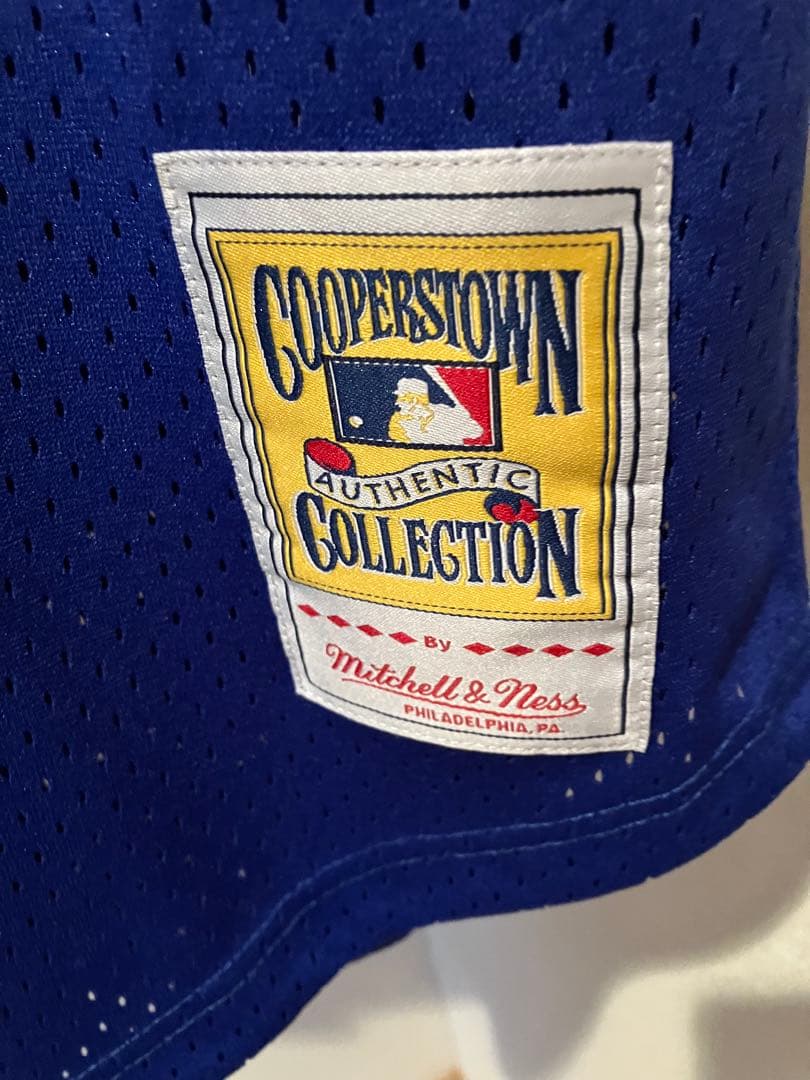 COOPERSTOWN
AUTHENTIC
COLLECTION
By
Mitchell & Ness
PHILADELPHIA, PA.